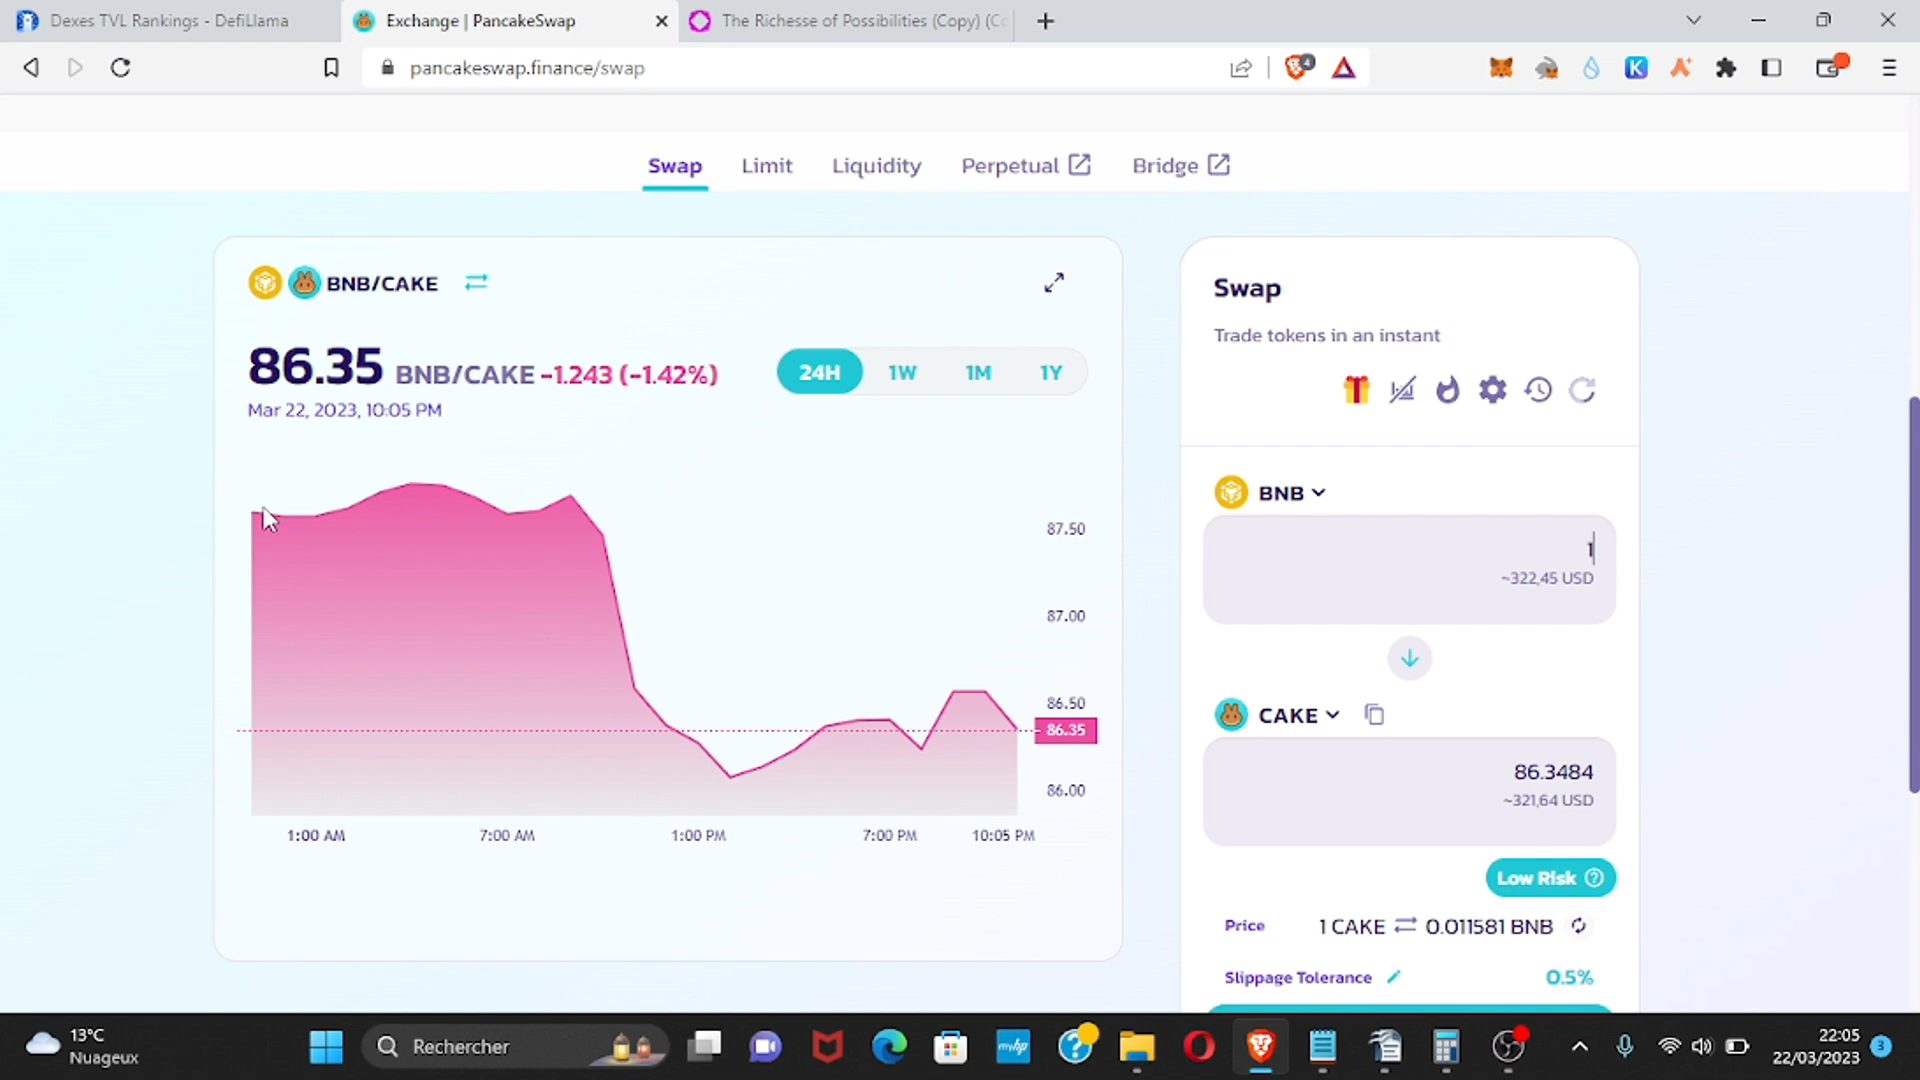 Dexes TVL Rankings - DefiLlama
Exchange | PancakeSwap
The Richesse of Possibilities (Copy) (Co
pancakeswap.finance/swap
4
K
Swap
Limit
Liquidity
Perpetual
Bridge
BNB/CAKE
86.35 BNB/CAKE -1.243 (-1.42%)
Mar 22, 2023, 10:05 PM
24H
1W
1M
1Y
87.50
87.00
86.50
86.35
86.00
1:00 AM
7:00 AM
1:00 PM
7:00 PM
10:05 PM
Swap
Trade tokens in an instant
BNB
1
~322,45 USD
CAKE
86.3484
~321,64 USD
Low Risk ?
Price
1 CAKE
0.011581 BNB
Slippage Tolerance
0.5%
13°C
Nuageux
Rechercher
myhp
?
22:05
22/03/2023
3